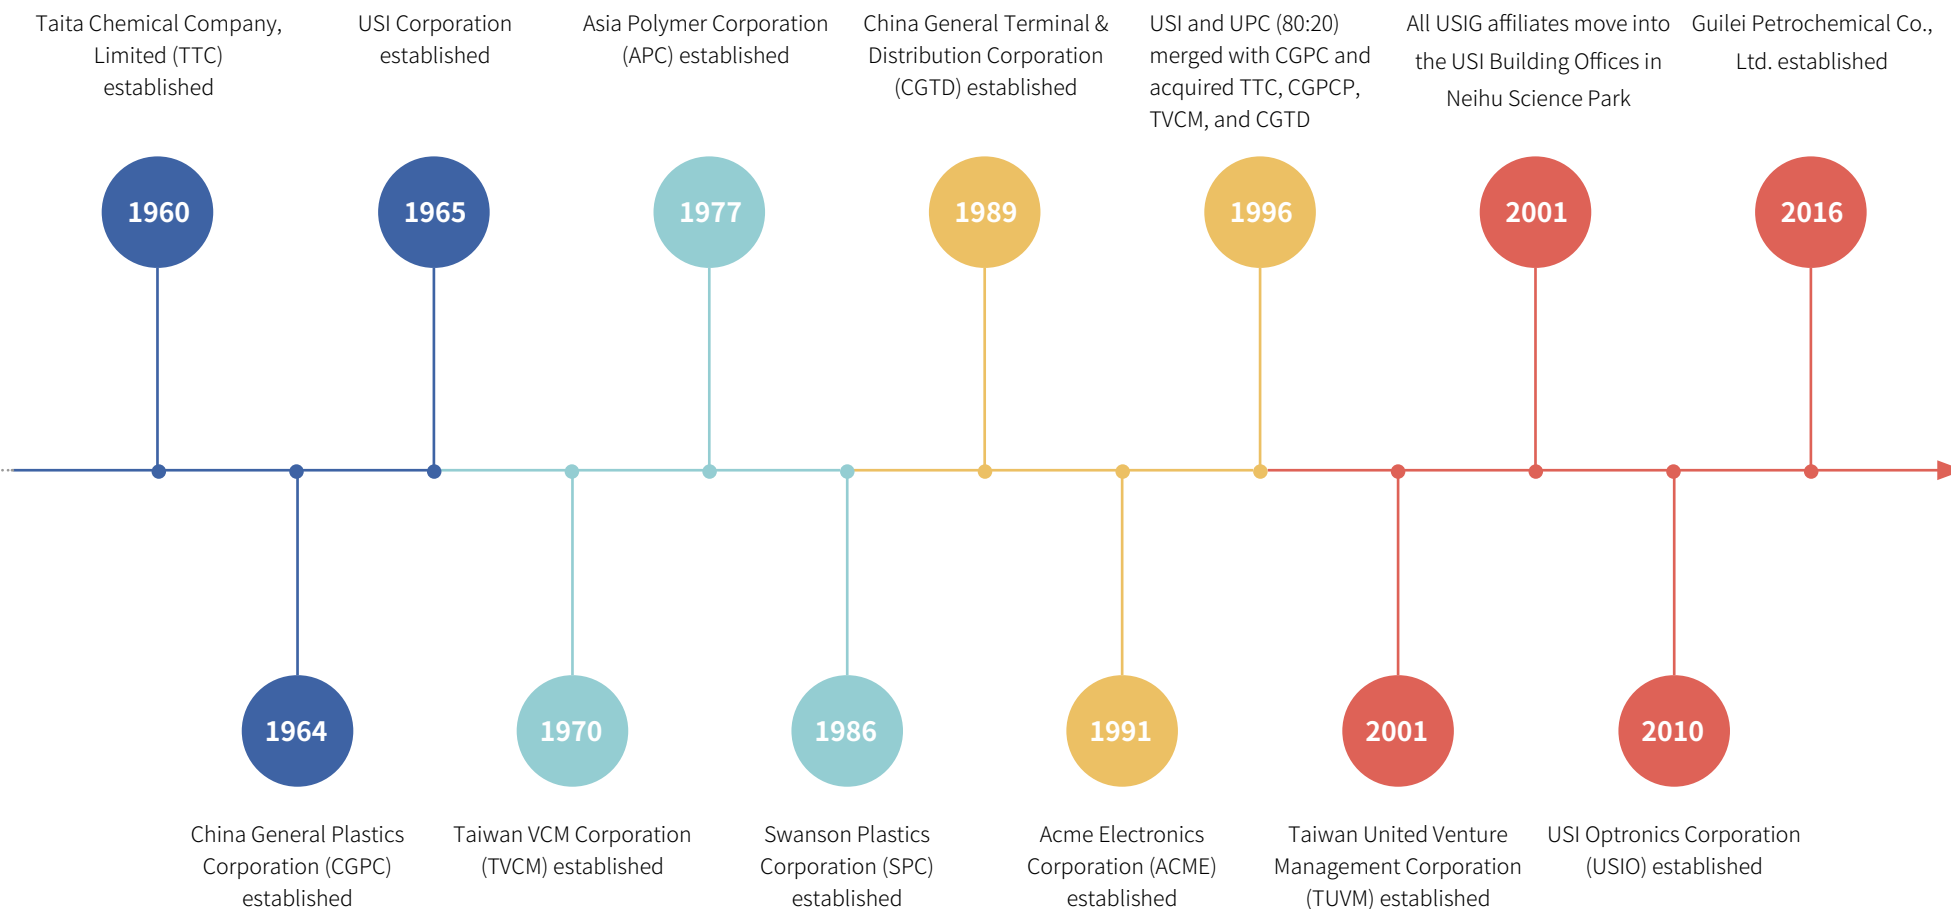 Taita Chemical Company,
Limited (TTC)
established
USI Corporation
established
Asia Polymer Corporation
(APC) established
China General Terminal &
Distribution Corporation
(CGTD) established
USI and UPC (80:20)
merged with CGPC and
acquired TTC, CGPCP,
TVCM, and CGTD
All USIG affiliates move into
the USI Building Offices in
Neihu Science Park
Guilei Petrochemical Co.,
Ltd. established
1960
1965
1977
1989
1996
2001
2016
1964
1970
1986
1991
2001
2010
China General Plastics
Corporation (CGPC)
established
Taiwan VCM Corporation
(TVCM) established
Swanson Plastics
Corporation (SPC)
established
Acme Electronics
Corporation (ACME)
established
Taiwan United Venture
Management Corporation
(TUVM) established
USI Optronics Corporation
(USIO) established